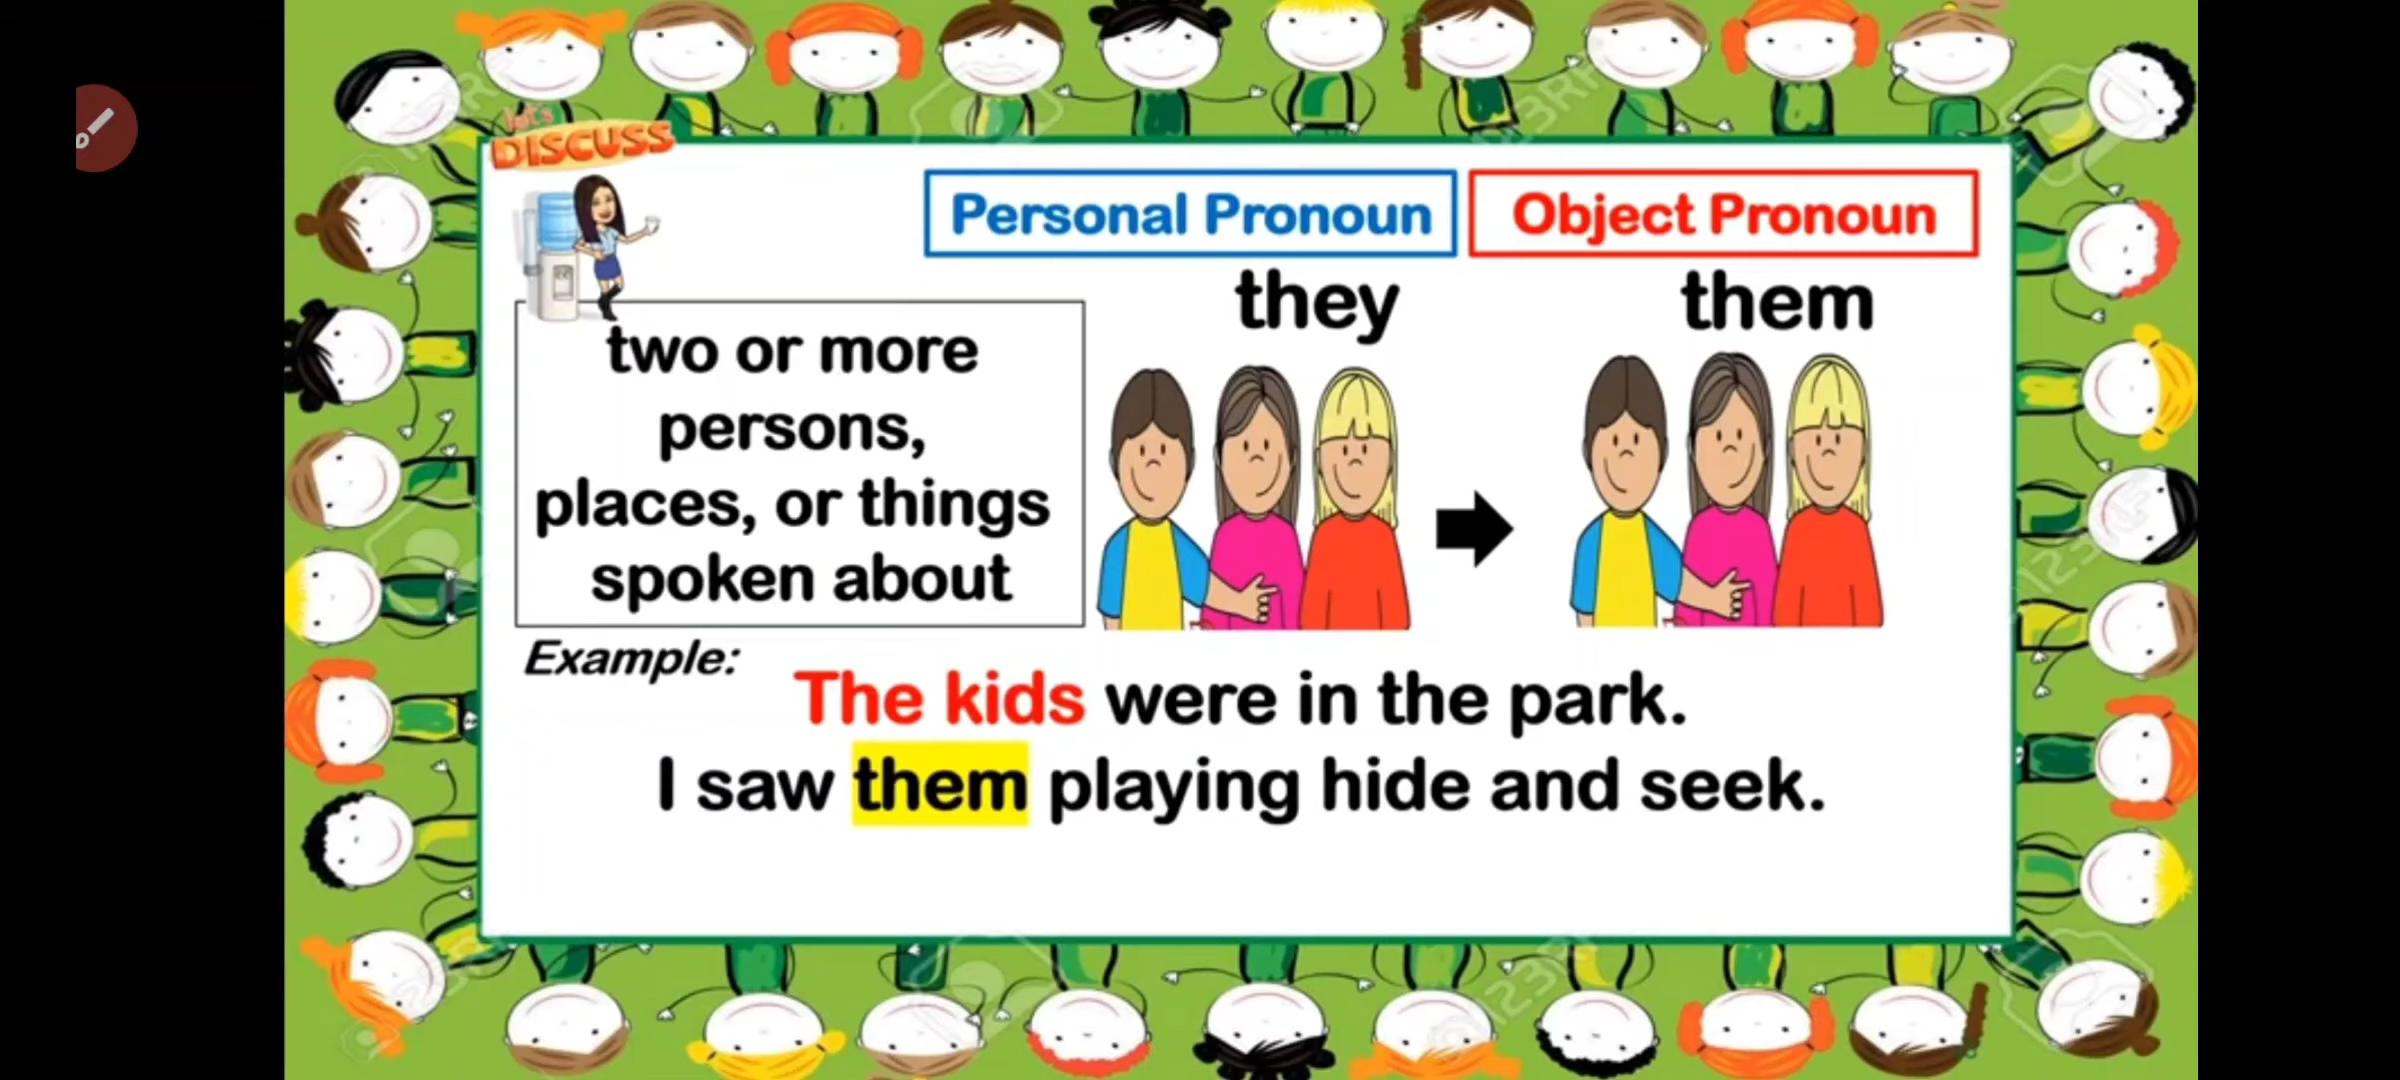 let's
DISCUSS
Personal Pronoun
Object Pronoun
they
them
two or more
persons,
places, or things
spoken about
Example:
The kids were in the park.
I saw them playing hide and seek.